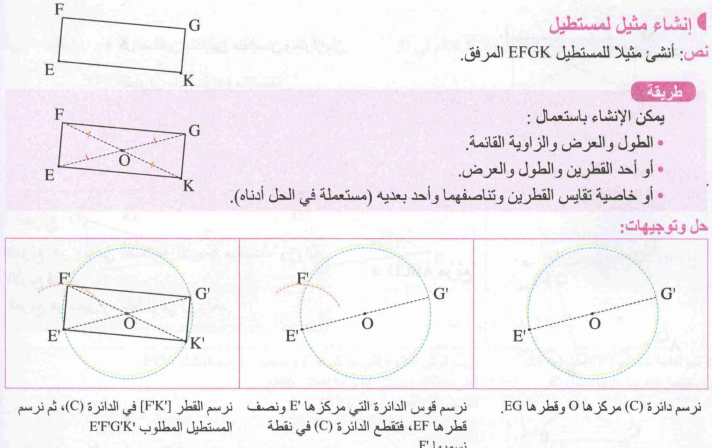 إنشاء مثيل لمستطيل
نص: أنشئ مثيلا للمستطيل EFGK المرفق.
F
G
E
K
طريقة
يمكن الإنشاء باستعمال :
• الطول والعرض والزاوية القائمة.
• أو أحد القطرين والطول والعرض.
• أو خاصية تقايس القطرين وتناصفهما وأحد بعديه (مستعملة في الحل أدناه).
F
G
O
E
K
حل وتوجيهات:
G'
O
E'
نرسم دائرة (C) مركزها O وقطرها EG.
F'
G'
O
E'
نرسم قوس الدائرة التي مركزها E' ونصف
قطرها EF، فتقطع الدائرة (C) في نقطة
نسميها F'
F'
G'
O
E'
K'
نرسم القطر [F'K'] في الدائرة (C)، ثم نرسم
المستطيل المطلوب E'F'G'K'